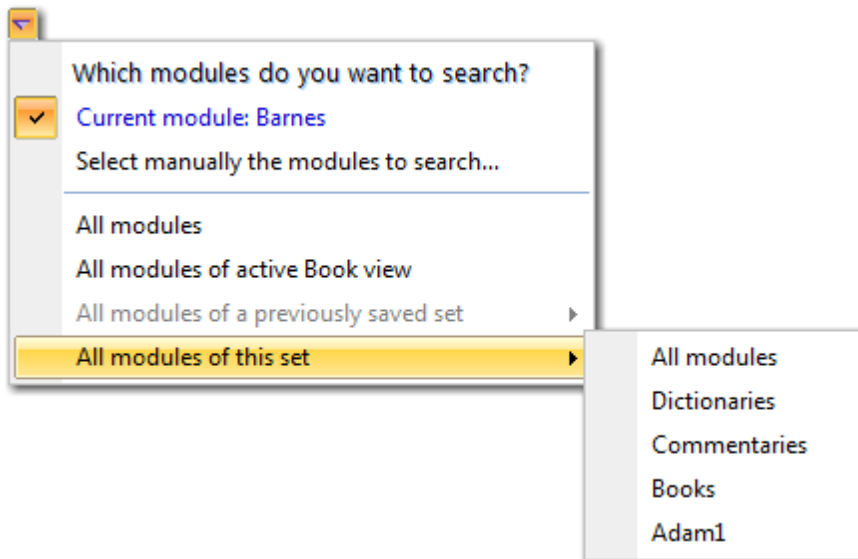 Which modules do you want to search?
Current module: Barnes
Select manually the modules to search...
All modules
All modules of active Book view
All modules of a previously saved set
All modules of this set
All modules
Dictionaries
Commentaries
Books
Adam1